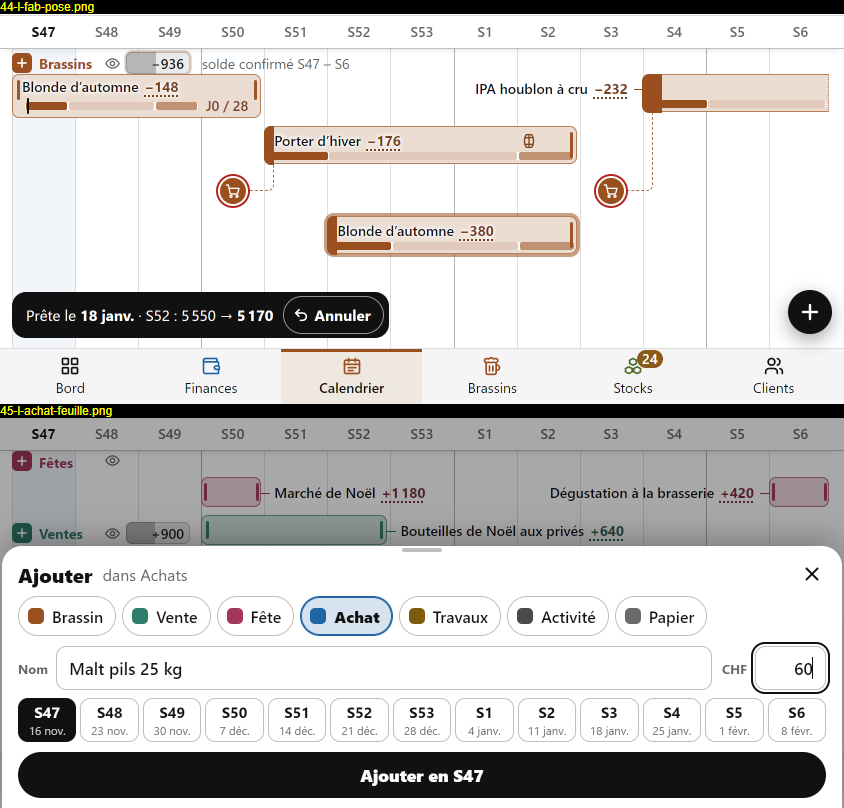 44-l-fab-pose.png
S47 S48 S49 S50 S51 S52 S53 S1 S2 S3 S4 S5 S6
Brassins −936 solde confirmé S47 – S6
Blonde d’automne −148
J0 / 28
IPA houblon à cru −232
Porter d’hiver −176
Blonde d’automne −380
Prête le 18 janv. · S52 : 5 550 → 5 170 Annuler
Bord Finances Calendrier Brassins Stocks 24 Clients
45-l-achat-feuille.png
S47 S48 S49 S50 S51 S52 S53 S1 S2 S3 S4 S5 S6
Fêtes
Marché de Noël +1 180
Dégustation à la brasserie +420
Ventes +900
Bouteilles de Noël aux privés +640
Ajouter dans Achats
Brassin Vente Fête Achat Travaux Activité Papier
Nom Malt pils 25 kg CHF 60
S47 S48 S49 S50 S51 S52 S53 S1 S2 S3 S4 S5 S6
16 nov. 23 nov. 30 nov. 7 déc. 14 déc. 21 déc. 28 déc. 4 janv. 11 janv. 18 janv. 25 janv. 1 févr. 8 févr.
Ajouter en S47